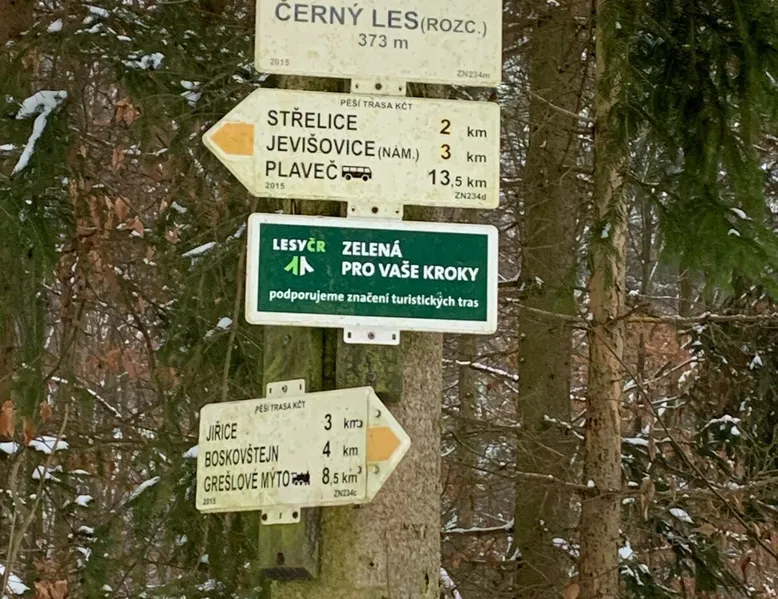 ČERNÝ LES (ROZC.)
373 m
2015 ZN234m
PĚŠÍ TRASA KČT
STŘELICE 2 km
JEVIŠOVICE (NÁM.) 3 km
PLAVEČ 13,5 km
2015 ZN234d
LESYČR ZELENÁ
PRO VAŠE KROKY
podporujeme značení turistických tras
PĚŠÍ TRASA KČT
JIŘICE 3 km
BOSKOVŠTEJN 4 km
GREŠLOVÉ MÝTO 8,5 km
2015 ZN234c